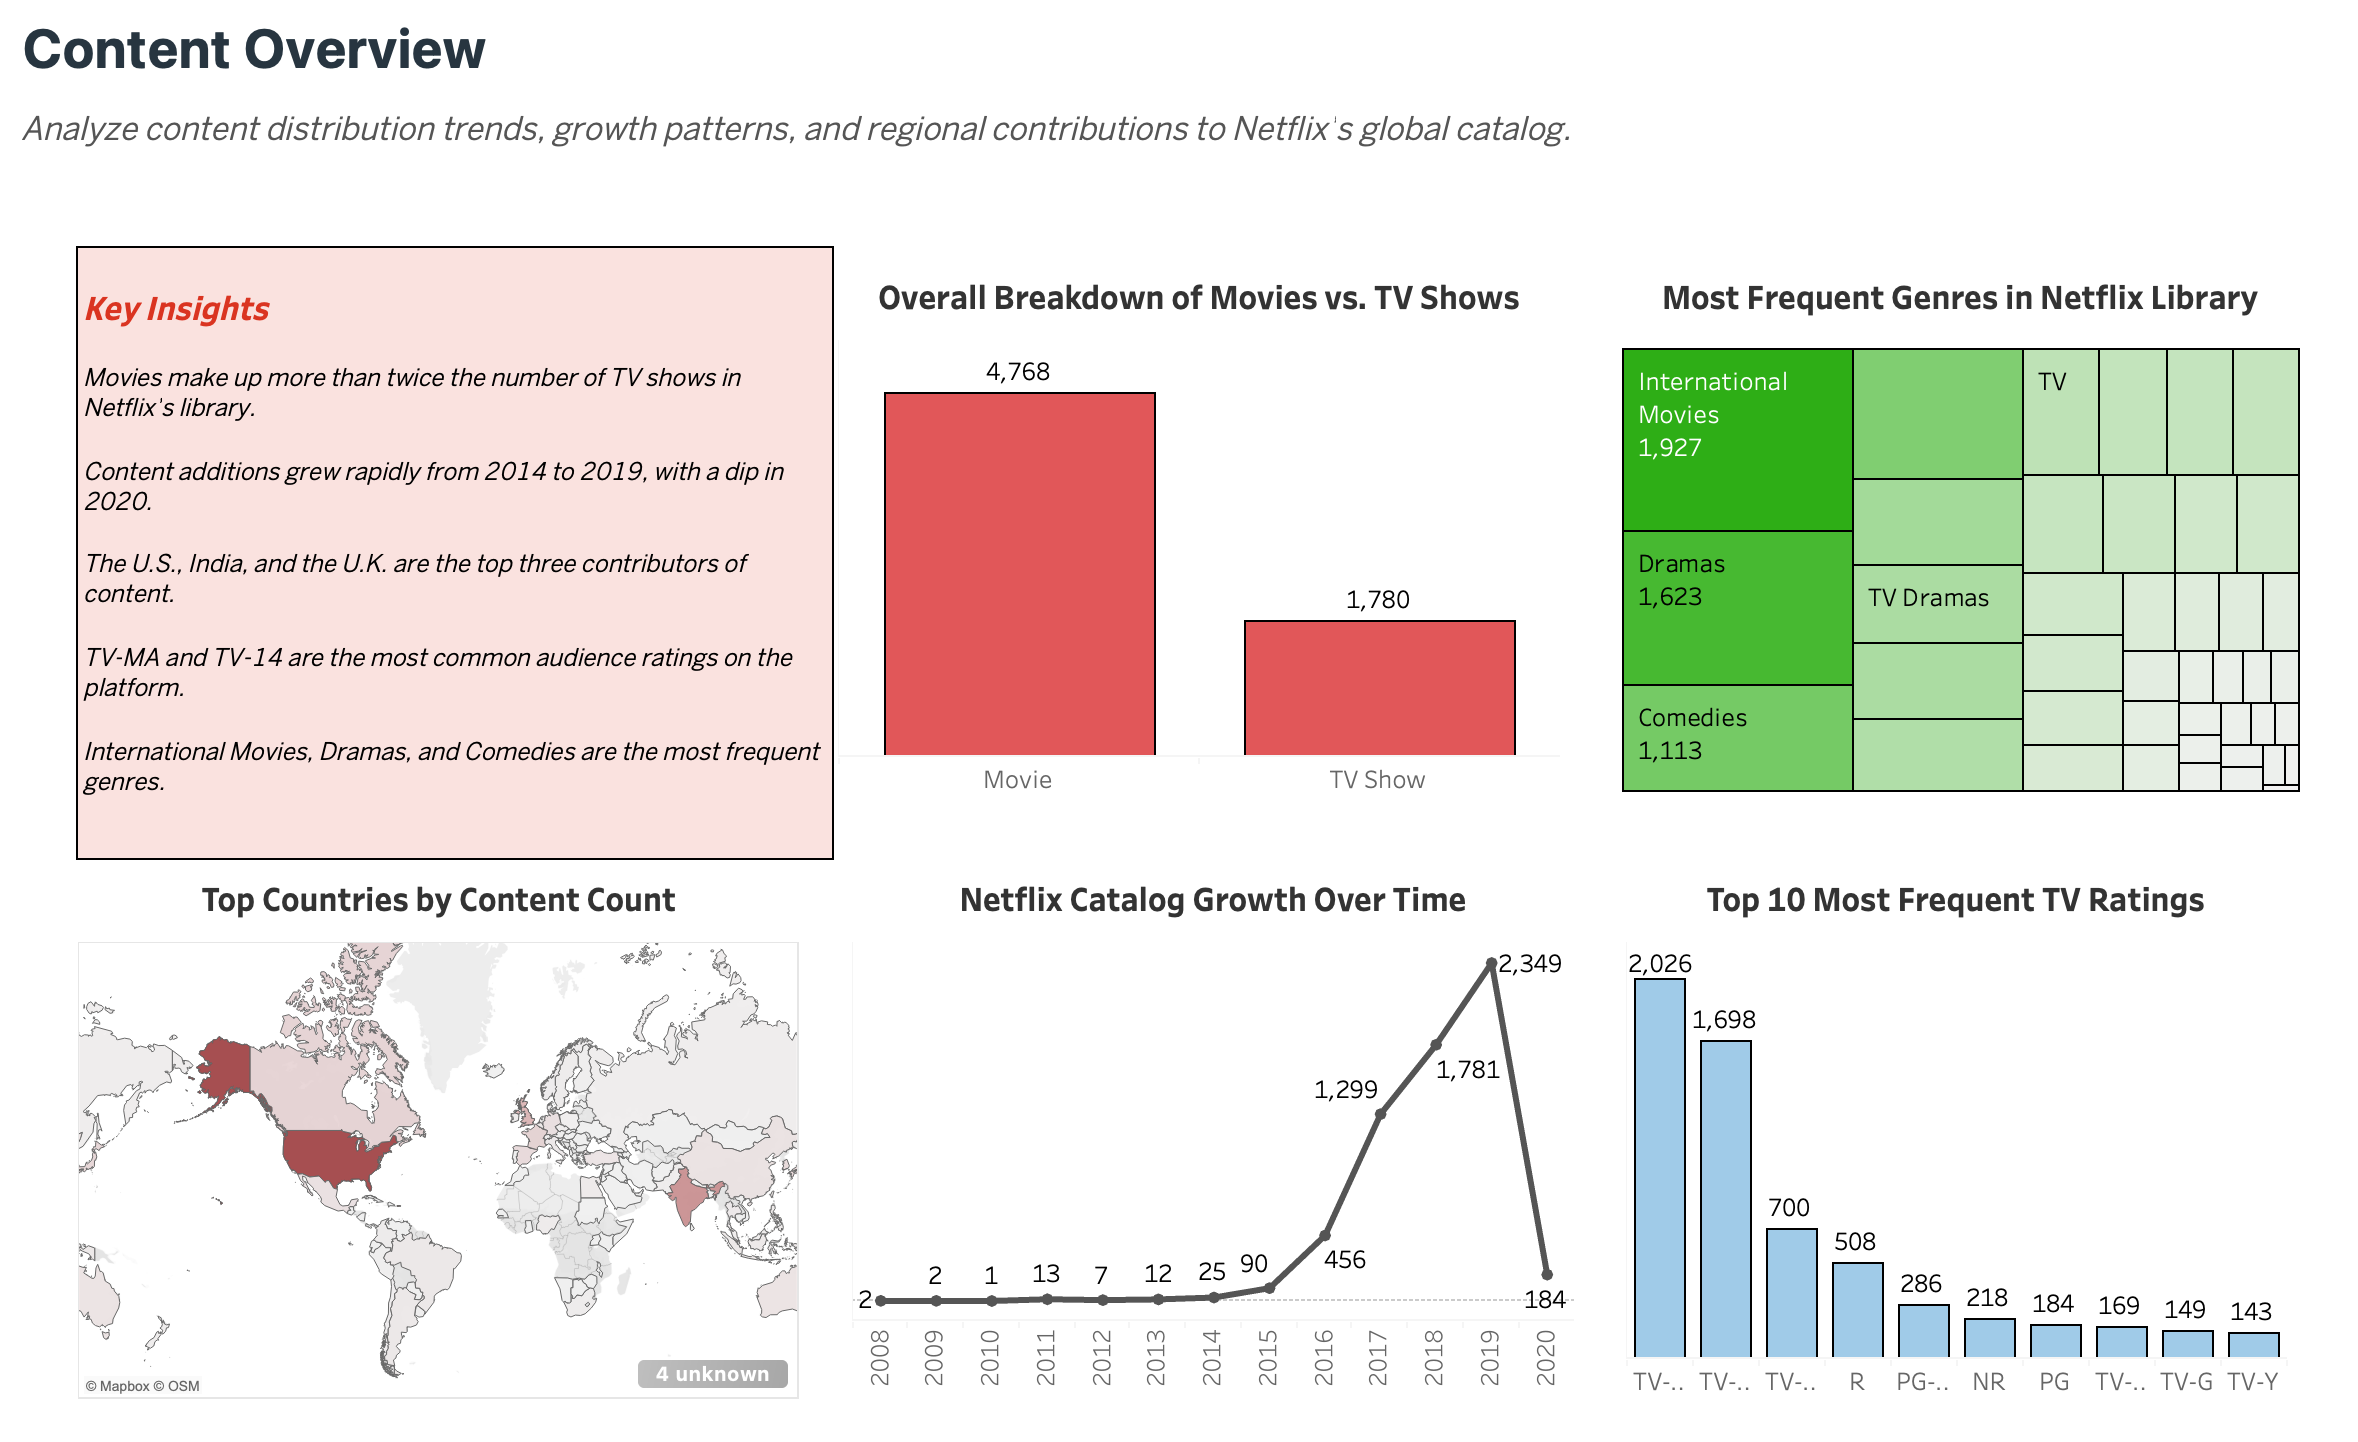 Content Overview
Analyze content distribution trends, growth patterns, and regional contributions to Netflix's global catalog.
Key Insights
Movies make up more than twice the number of TV shows in
Netflix's library.
Content additions grew rapidly from 2014 to 2019, with a dip in
2020.
The U.S., India, and the U.K. are the top three contributors of
content.
TV-MA and TV-14 are the most common audience ratings on the
platform.
International Movies, Dramas, and Comedies are the most frequent
genres.
Overall Breakdown of Movies vs. TV Shows
4,768
1,780
Movie
TV Show
Most Frequent Genres in Netflix Library
International
Movies
1,927
Dramas
1,623
Comedies
1,113
TV Dramas
TV
Top Countries by Content Count
4 unknown
© Mapbox © OSM
Netflix Catalog Growth Over Time
2
2
1
13
7
12
25
90
456
1,299
1,781
2,349
184
2008
2009
2010
2011
2012
2013
2014
2015
2016
2017
2018
2019
2020
Top 10 Most Frequent TV Ratings
2,026
1,698
700
508
286
218
184
169
149
143
TV-..
TV-..
TV-..
R
PG-..
NR
PG
TV-..
TV-G
TV-Y